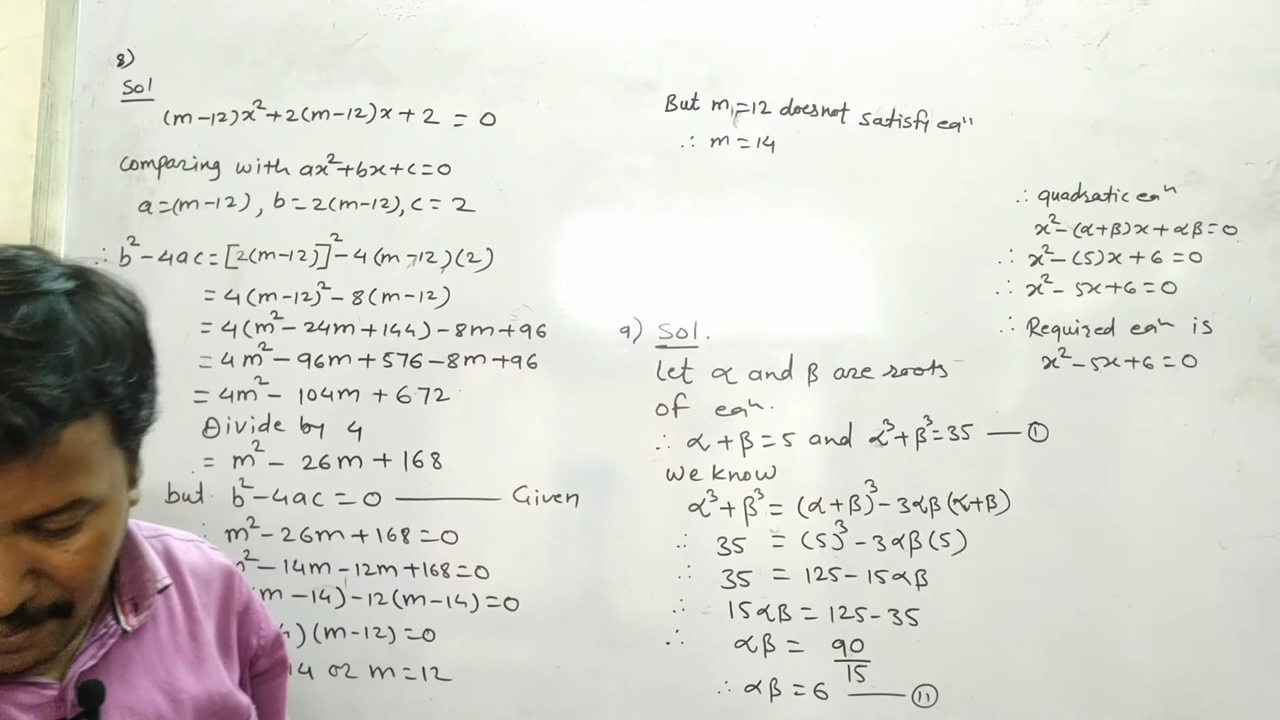 8)
Sol
(m-12)x²+2(m-12)x+2 = 0
comparing with ax²+bx+c=0
a=(m-12), b=2(m-12), c=2
∴ b²-4ac=[2(m-12)]²-4(m-12)(2)
= 4(m-12)²-8(m-12)
= 4(m²-24m+144)-8m+96
= 4m²-96m+576-8m+96
= 4m²-104m+672
Divide by 4
= m²-26m+168
but b²-4ac=0 —— Given
∴ m²-26m+168=0
²-14m-12m+168=0
m-14)-12(m-14)=0
)(m-12)=0
14 or m=12
But m=12 doesnot satisfy eqⁿ
∴ m=14
9) Sol.
Let α and β are roots
of eqⁿ.
∴ α+β=5 and α³+β³=35 — ①
we know
α³+β³=(α+β)³-3αβ(α+β)
∴ 35 = (5)³-3αβ(5)
∴ 35 = 125-15αβ
∴ 15αβ=125-35
∴ αβ = 90/15
∴ αβ=6 — ⑪
∴ quadratic eqⁿ
x²-(α+β)x+αβ=0
∴ x²-(5)x+6=0
∴ x²-5x+6=0
∴ Required eqⁿ is
x²-5x+6=0